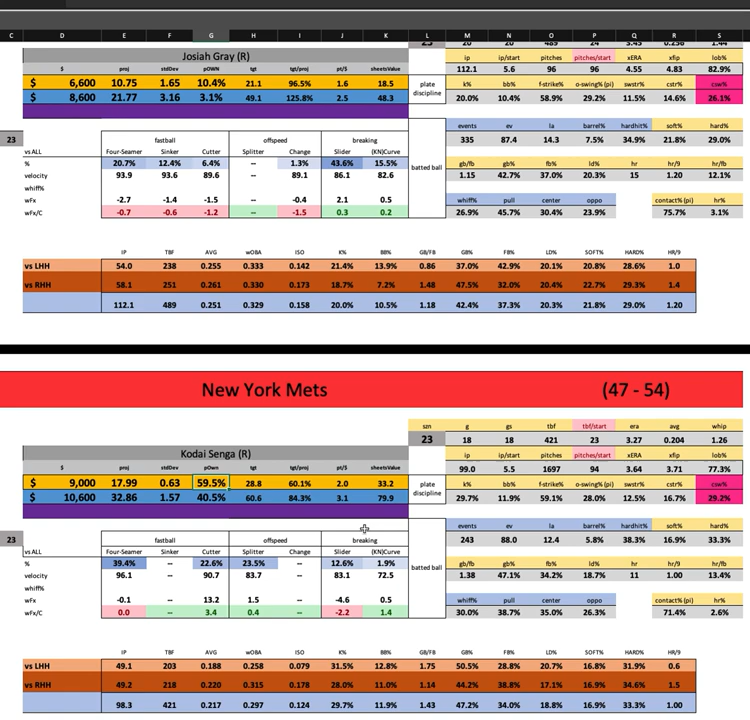 C D E F G H I J K L M N O P Q R S
23 20 20 489 24 3.45 0.256 1.44
Josiah Gray (R) ip ip/start pitches pitches/start xERA xfip lob%
$ proj stdDev pOWN tgt tgt/proj pt/$ sheetsValue 112.1 5.6 96 96 4.55 4.83 82.9%
$ 6,600 10.75 1.65 10.4% 21.1 96.5% 1.6 18.5 plate discipline k% bb% f-strike% o-swing% (pi) swstr% cstr% csw%
$ 8,600 21.77 3.16 3.1% 49.1 125.8% 2.5 48.3 20.0% 10.4% 58.9% 29.2% 11.5% 14.6% 26.1%
events ev la barrel% hardhit% soft% hard%
23 fastball offspeed breaking 335 87.4 14.3 7.5% 34.9% 21.8% 29.0%
vs ALL Four-Seamer Sinker Cutter Splitter Change Slider (KN)Curve
% 20.7% 12.4% 6.4% -- 1.3% 43.6% 15.5% batted ball gb/fb gb% fb% ld% hr hr/9 hr/fb
velocity 93.9 93.6 89.6 -- 89.1 86.1 82.6 1.15 42.7% 37.0% 20.3% 15 1.20 12.1%
whiff%
wFx -2.7 -1.4 -1.5 -0.4 2.1 0.5 whiff% pull center oppo contact% (pi) hr%
wFx/C -0.7 -0.6 -1.2 -- -1.5 0.3 0.2 26.9% 45.7% 30.4% 23.9% 75.7% 3.1%
IP TBF AVG wOBA ISO K% BB% GB/FB GB% FB% LD% SOFT% HARD% HR/9
vs LHH 54.0 238 0.255 0.333 0.142 21.4% 13.9% 0.86 37.0% 42.9% 20.1% 20.8% 28.6% 1.0
vs RHH 58.1 251 0.261 0.330 0.173 18.7% 7.2% 1.48 47.5% 32.0% 20.4% 22.7% 29.3% 1.4
112.1 489 0.251 0.329 0.158 20.0% 10.5% 1.18 42.4% 37.3% 20.3% 21.8% 29.0% 1.20
New York Mets (47 - 54)
szn g gs tbf tbf/start era avg whip
23 18 18 421 23 3.27 0.204 1.26
Kodai Senga (R) ip ip/start pitches pitches/start xERA xfip lob%
$ proj stdDev pOwn tgt tgt/proj pt/$ sheetsValue 99.0 5.5 1697 94 3.64 3.71 77.3%
$ 9,000 17.99 0.63 59.5% 28.8 60.1% 2.0 33.2 plate discipline k% bb% f-strike% o-swing% (pi) swstr% cstr% csw%
$ 10,600 32.86 1.57 40.5% 60.6 84.3% 3.1 79.9 29.7% 11.9% 59.1% 28.0% 12.5% 16.7% 29.2%
events ev la barrel% hardhit% soft% hard%
23 fastball offspeed breaking 243 88.0 12.4 5.8% 38.3% 16.9% 33.3%
vs ALL Four-Seamer Sinker Cutter Splitter Change Slider (KN)Curve
% 39.4% -- 22.6% 23.5% -- 12.6% 1.9% batted ball gb/fb gb% fb% ld% hr hr/9 hr/fb
velocity 96.1 -- 90.7 83.7 -- 83.1 72.5 1.38 47.1% 34.2% 18.7% 11 1.00 13.4%
whiff%
wFx -0.1 -- 13.2 1.5 -- -4.6 0.5 whiff% pull center oppo contact% (pi) hr%
wFx/C 0.0 -- 3.4 0.4 -- -2.2 1.4 30.0% 38.7% 35.0% 26.3% 71.4% 2.6%
IP TBF AVG wOBA ISO K% BB% GB/FB GB% FB% LD% SOFT% HARD% HR/9
vs LHH 49.1 203 0.188 0.258 0.079 31.5% 12.8% 1.75 50.5% 28.8% 20.7% 16.8% 31.9% 0.6
vs RHH 49.2 218 0.220 0.315 0.178 28.0% 11.0% 1.14 44.2% 38.8% 17.1% 16.9% 34.6% 1.5
98.3 421 0.217 0.297 0.124 29.7% 11.9% 1.43 47.2% 34.0% 18.8% 16.9% 33.3% 1.00